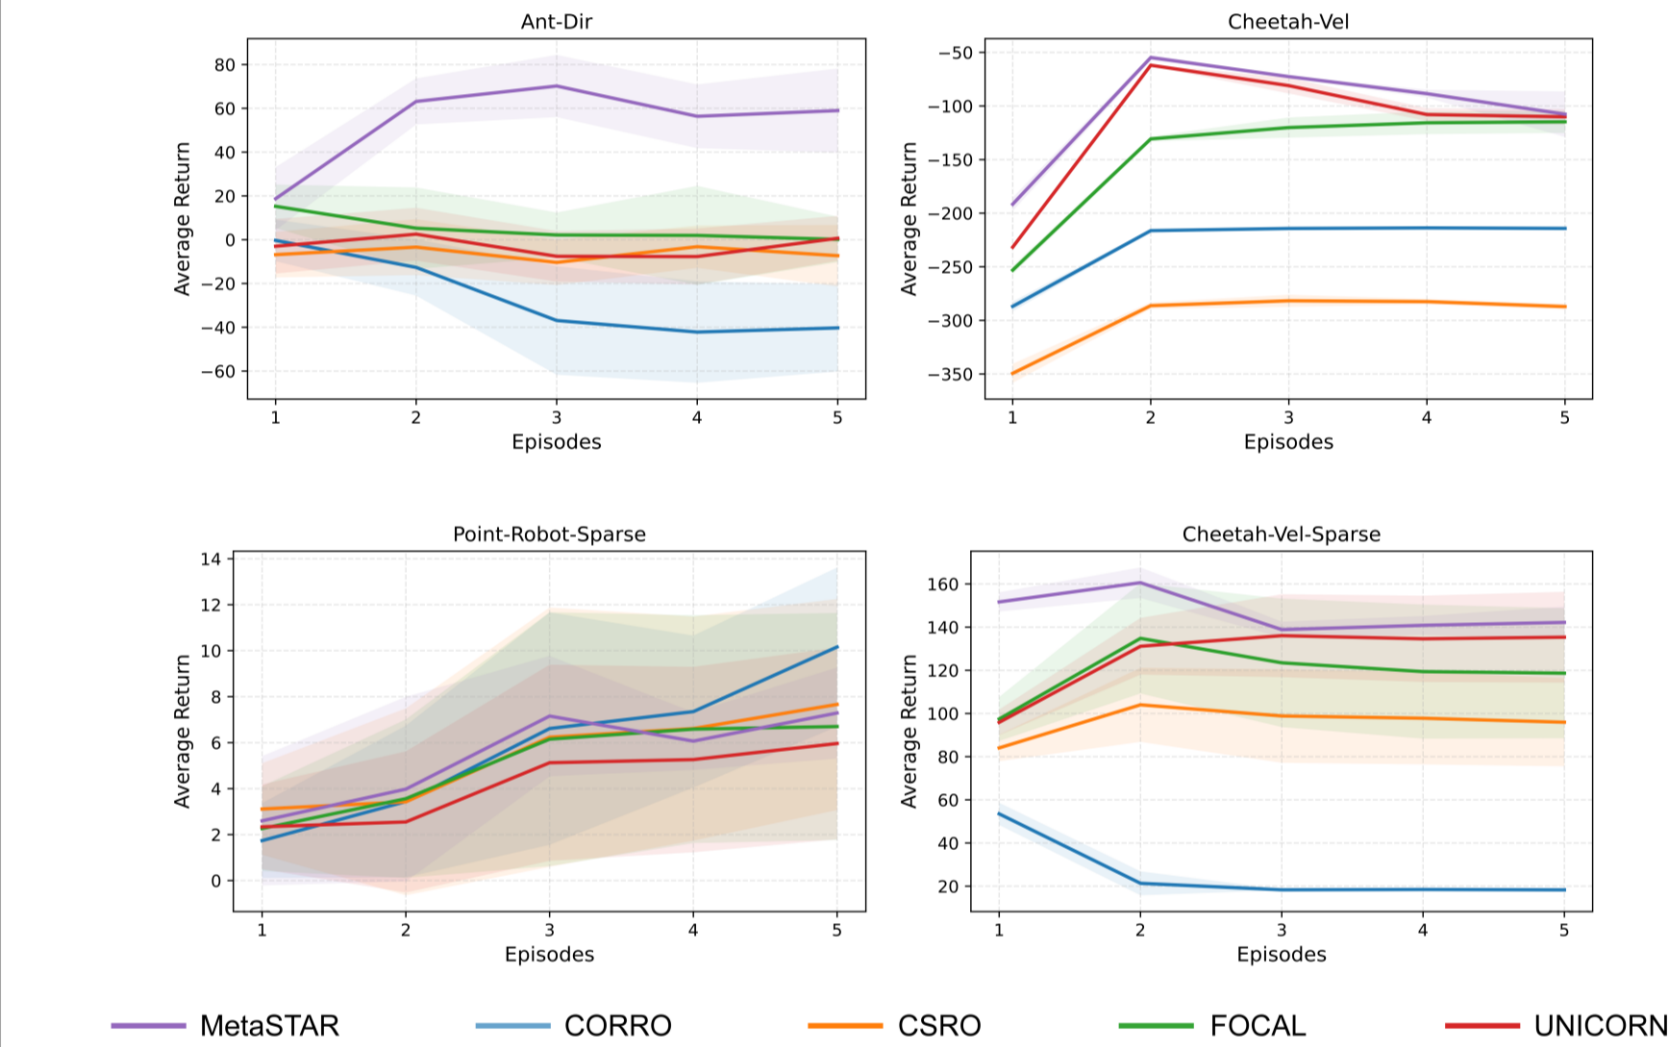 Ant-Dir
80
60
40
20
0
−20
−40
−60
Average Return
1 2 3 4 5
Episodes
Cheetah-Vel
−50
−100
−150
−200
−250
−300
−350
Average Return
1 2 3 4 5
Episodes
Point-Robot-Sparse
14
12
10
8
6
4
2
0
Average Return
1 2 3 4 5
Episodes
Cheetah-Vel-Sparse
160
140
120
100
80
60
40
20
Average Return
1 2 3 4 5
Episodes
MetaSTAR CORRO CSRO FOCAL UNICORN